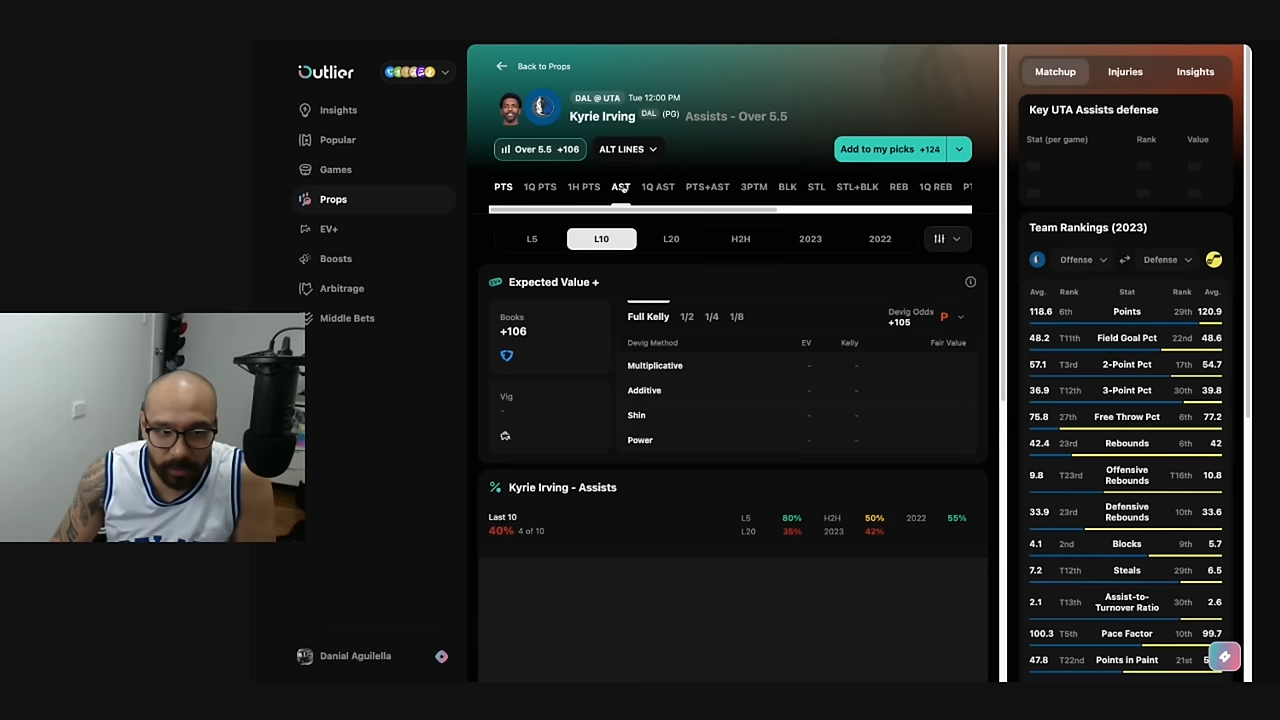 Outlier
Insights
Popular
Games
Props
EV+
Boosts
Arbitrage
Middle Bets
Danial Aguilella
Back to Props
DAL @ UTA Tue 12:00 PM
Kyrie Irving DAL (PG) Assists - Over 5.5
Over 5.5 +106 ALT LINES
Add to my picks +124
PTS 1Q PTS 1H PTS AST 1Q AST PTS+AST 3PTM BLK STL STL+BLK REB 1Q REB
L5 L10 L20 H2H 2023 2022
Expected Value +
Books
+106
Vig
-
Full Kelly 1/2 1/4 1/8
Devig Odds
+105 P
Devig Method EV Kelly Fair Value
Multiplicative - -
Additive - -
Shin - -
Power - -
Kyrie Irving - Assists
Last 10
40% 4 of 10
L5 80% H2H 50% 2022 55%
L20 35% 2023 42%
Matchup Injuries Insights
Key UTA Assists defense
Stat (per game) Rank Value
Team Rankings (2023)
Offense Defense
Avg. Rank Stat Rank Avg.
118.6 6th Points 29th 120.9
48.2 T11th Field Goal Pct 22nd 48.6
57.1 T3rd 2-Point Pct 17th 54.7
36.9 T12th 3-Point Pct 30th 39.8
75.8 27th Free Throw Pct 6th 77.2
42.4 23rd Rebounds 6th 42
9.8 T23rd Offensive Rebounds T16th 10.8
33.9 23rd Defensive Rebounds 10th 33.6
4.1 2nd Blocks 9th 5.7
7.2 T12th Steals 29th 6.5
2.1 T13th Assist-to-Turnover Ratio 30th 2.6
100.3 T5th Pace Factor 10th 99.7
47.8 T22nd Points in Paint 21st